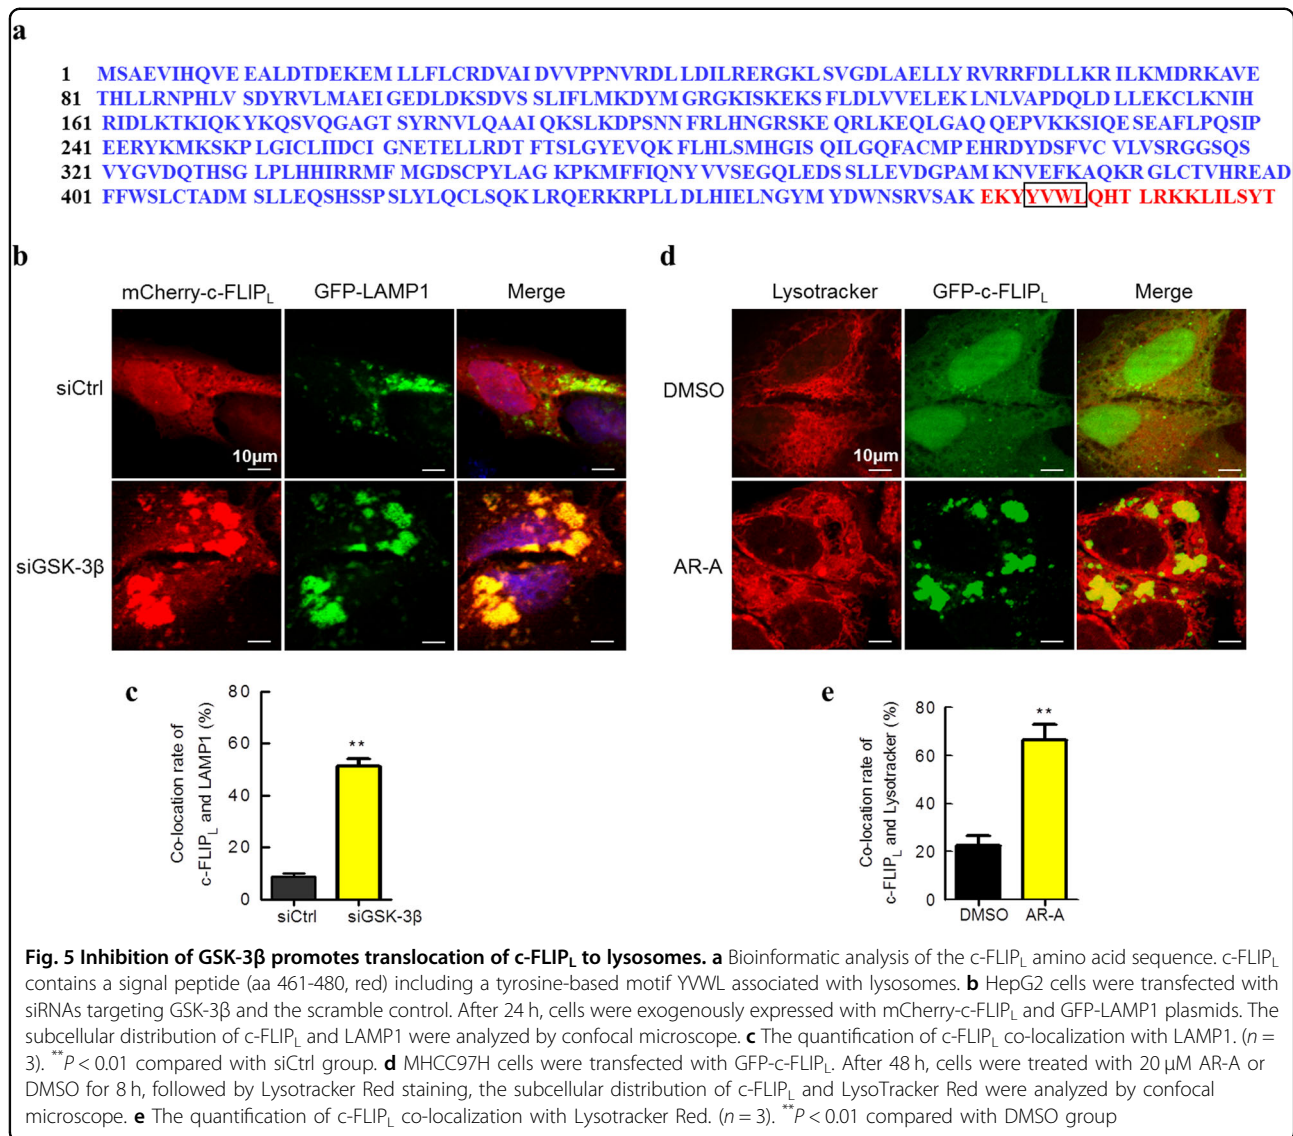 a
1 MSAEVIHQVE EALDTDEKEM LLFLCRDVAI DVVPPNVRDL LDILRERGKL SVGDLAELLY RVRRFDLLKR ILKMDRKAVE
81 THLLRNPHLV SDYRVLMAEI GEDLDKSDVS SLIFLMKDYM GRGKISKEKS FLDLVVELEK LNLVAPDQLD LLEKCLKNIH
161 RIDLKTKIQK YKQSVQGAGT SYRNVLQAAI QKSLKDPSNN FRLHNGRSKE QRLKEQLGAQ QEPVKKSIQE SEAFLPQSIP
241 EERYKMKSKP LGICLIIDCI GNETELLRDT FTSLGYEVQK FLHLSMHGIS QILGQFACMP EHRDYDSFVC VLVSRGGSQS
321 VYGVDQTHSG LPLHHIRRMF MGDSCPYLAG KPKMFFIQNY VVSEGQLEDS SLLEVDGPAM KNVEFKAQKR GLCTVHREAD
401 FFWSLCTADM SLLEQSHSSP SLYLQCLSQK LRQERKRPLL DLHIELNGYM YDWNSRVSAK EKYYVWLQHT LRKKLILSYT
b
mCherry-c-FLIPL GFP-LAMP1 Merge
siCtrl
10µm
siGSK-3β
d
Lysotracker GFP-c-FLIPL Merge
DMSO
10µm
AR-A
c
Co-location rate of
c-FLIPL and LAMP1 (%)
80
60
40
20
0
**
siCtrl siGSK-3β
e
Co-location rate of
c-FLIPL and Lysotracker (%)
80
60
40
20
0
**
DMSO AR-A
Fig. 5 Inhibition of GSK-3β promotes translocation of c-FLIPL to lysosomes. a Bioinformatic analysis of the c-FLIPL amino acid sequence. c-FLIPL
contains a signal peptide (aa 461-480, red) including a tyrosine-based motif YVWL associated with lysosomes. b HepG2 cells were transfected with
siRNAs targeting GSK-3β and the scramble control. After 24 h, cells were exogenously expressed with mCherry-c-FLIPL and GFP-LAMP1 plasmids. The
subcellular distribution of c-FLIPL and LAMP1 were analyzed by confocal microscope. c The quantification of c-FLIPL co-localization with LAMP1. (n =
3). **P < 0.01 compared with siCtrl group. d MHCC97H cells were transfected with GFP-c-FLIPL. After 48 h, cells were treated with 20 µM AR-A or
DMSO for 8 h, followed by Lysotracker Red staining, the subcellular distribution of c-FLIPL and LysoTracker Red were analyzed by confocal
microscope. e The quantification of c-FLIPL co-localization with Lysotracker Red. (n = 3). **P < 0.01 compared with DMSO group